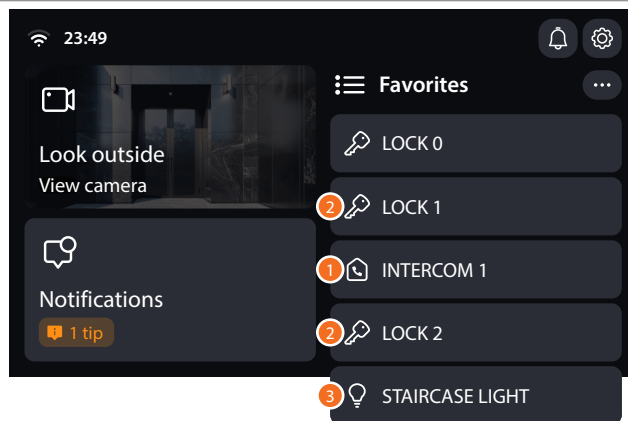 23:49
Look outside
View camera
Notifications
1 tip
Favorites
LOCK 0
2 LOCK 1
1 INTERCOM 1
2 LOCK 2
3 STAIRCASE LIGHT